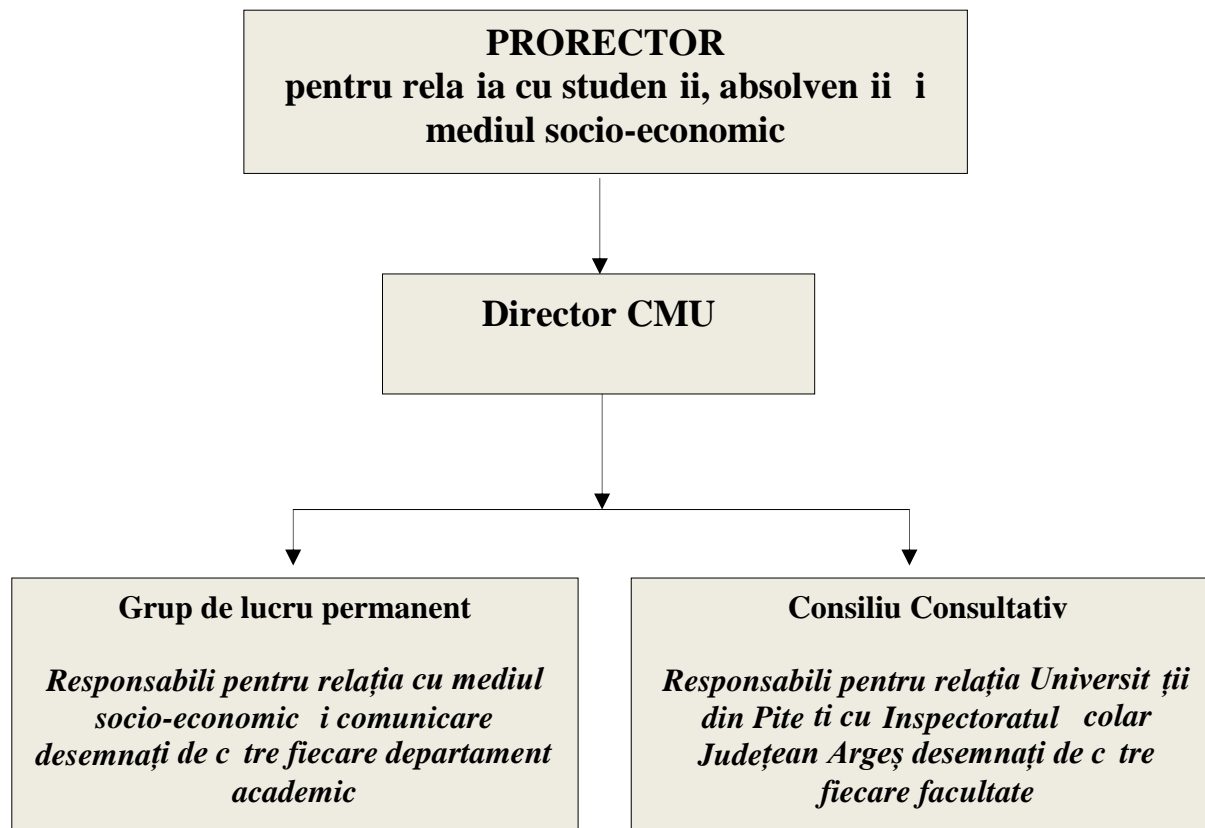 PRORECTOR
pentru rela ia cu studen ii, absolven ii i
mediul socio-economic
Director CMU
Grup de lucru permanent
Responsabili pentru relația cu mediul
socio-economic i comunicare
desemnați de c tre fiecare departament
academic
Consiliu Consultativ
Responsabili pentru relația Universit ții
din Pite ti cu Inspectoratul colar
Județean Argeș desemnați de c tre
fiecare facultate